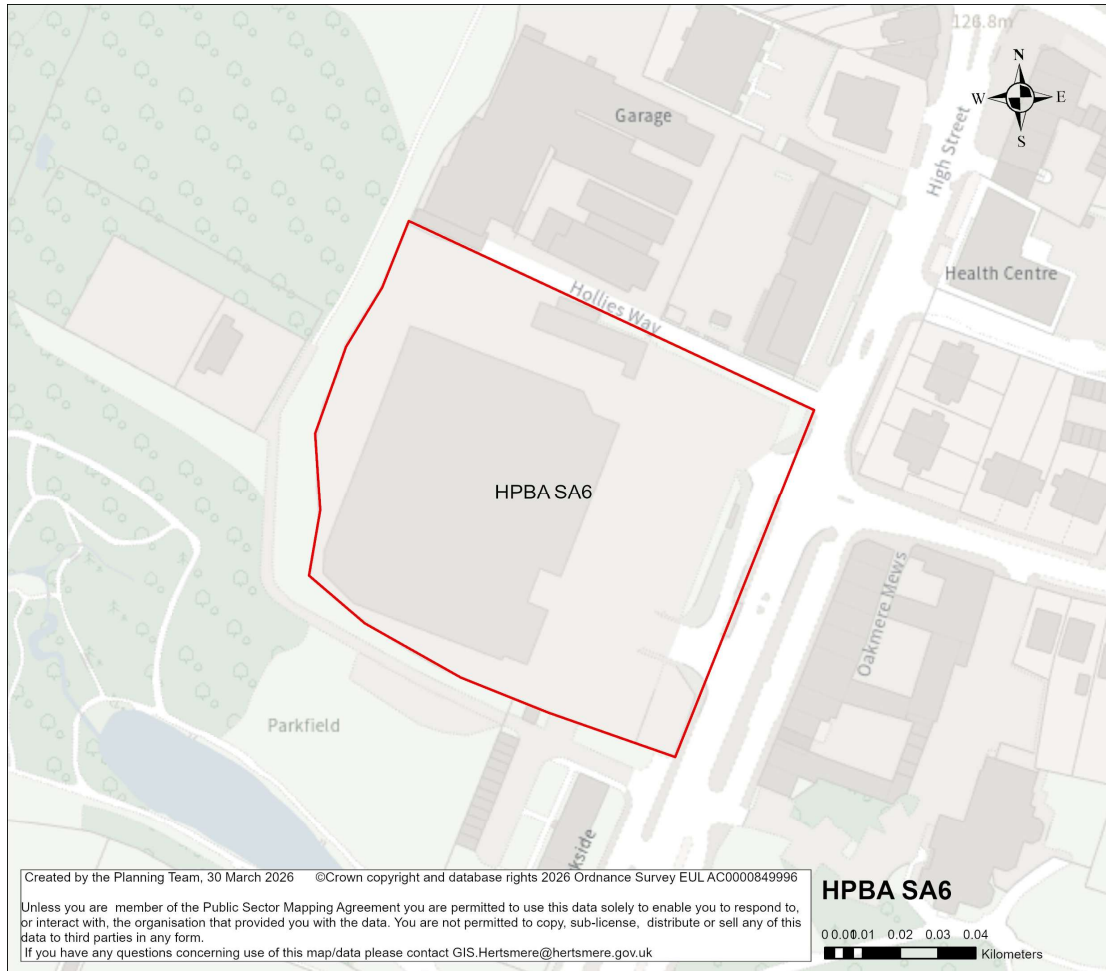 126.8m
N
W E
S
Garage
High Street
Health Centre
Hollies Way
HPBA SA6
Oakmere Mews
Parkfield
kside
Created by the Planning Team, 30 March 2026 ©Crown copyright and database rights 2026 Ordnance Survey EUL AC0000849996
Unless you are member of the Public Sector Mapping Agreement you are permitted to use this data solely to enable you to respond to,
or interact with, the organisation that provided you with the data. You are not permitted to copy, sub-license, distribute or sell any of this
data to third parties in any form.
If you have any questions concerning use of this map/data please contact GIS.Hertsmere@hertsmere.gov.uk
HPBA SA6
0 0.01 0.02 0.03 0.04
Kilometers